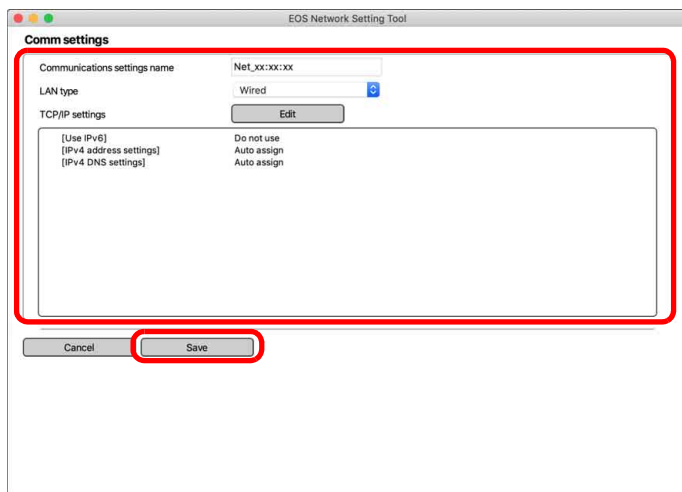 EOS Network Setting Tool
Comm settings
Communications settings name Net_xx:xx:xx
LAN type Wired
TCP/IP settings Edit
[Use IPv6] Do not use
[IPv4 address settings] Auto assign
[IPv4 DNS settings] Auto assign
Cancel Save